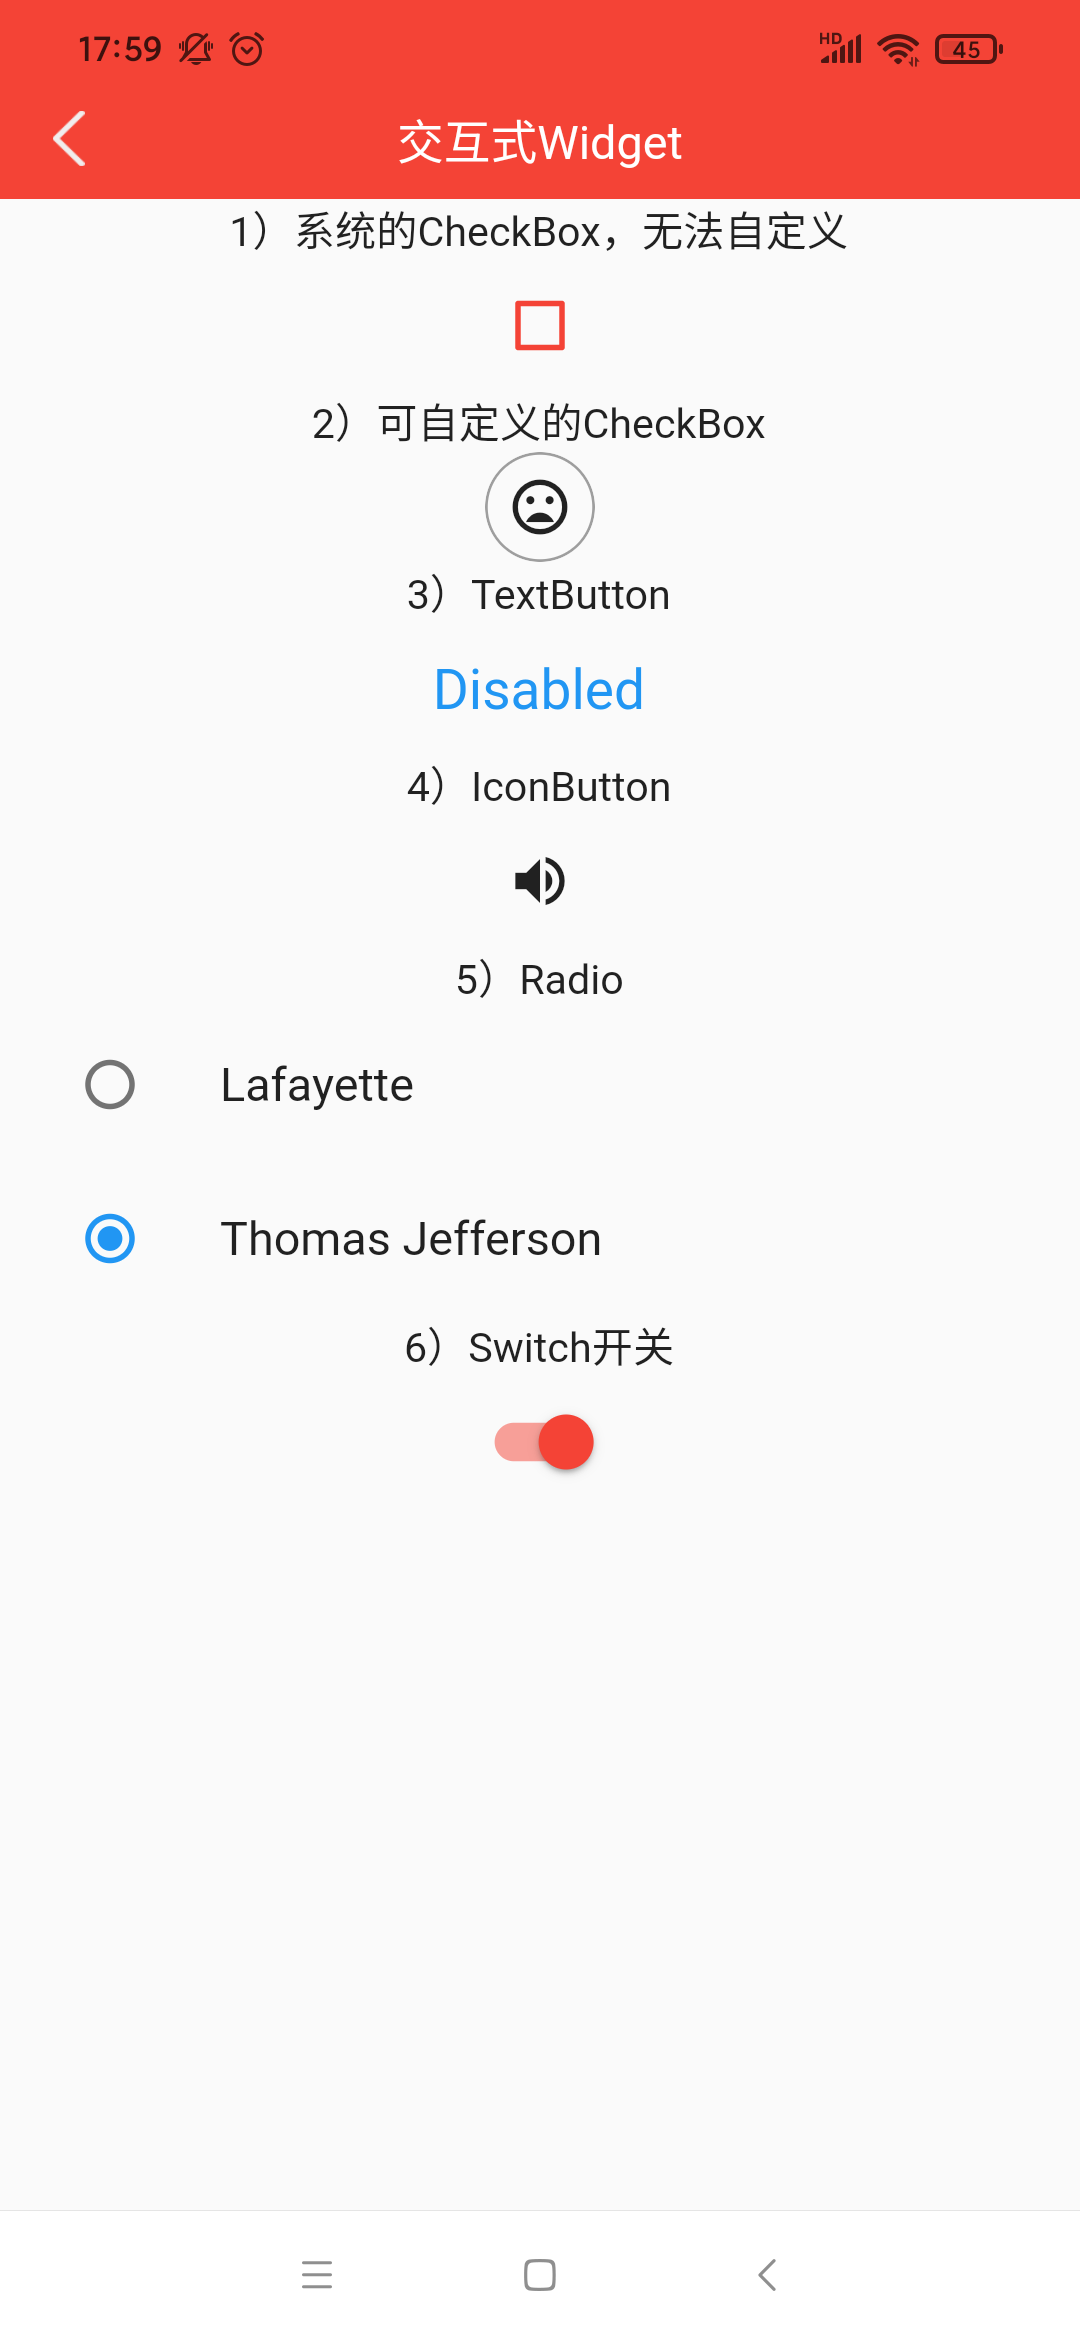 17:59
HD
45
交互式Widget
1）系统的CheckBox，无法自定义
2）可自定义的CheckBox
3）TextButton
Disabled
4）IconButton
5）Radio
Lafayette
Thomas Jefferson
6）Switch开关